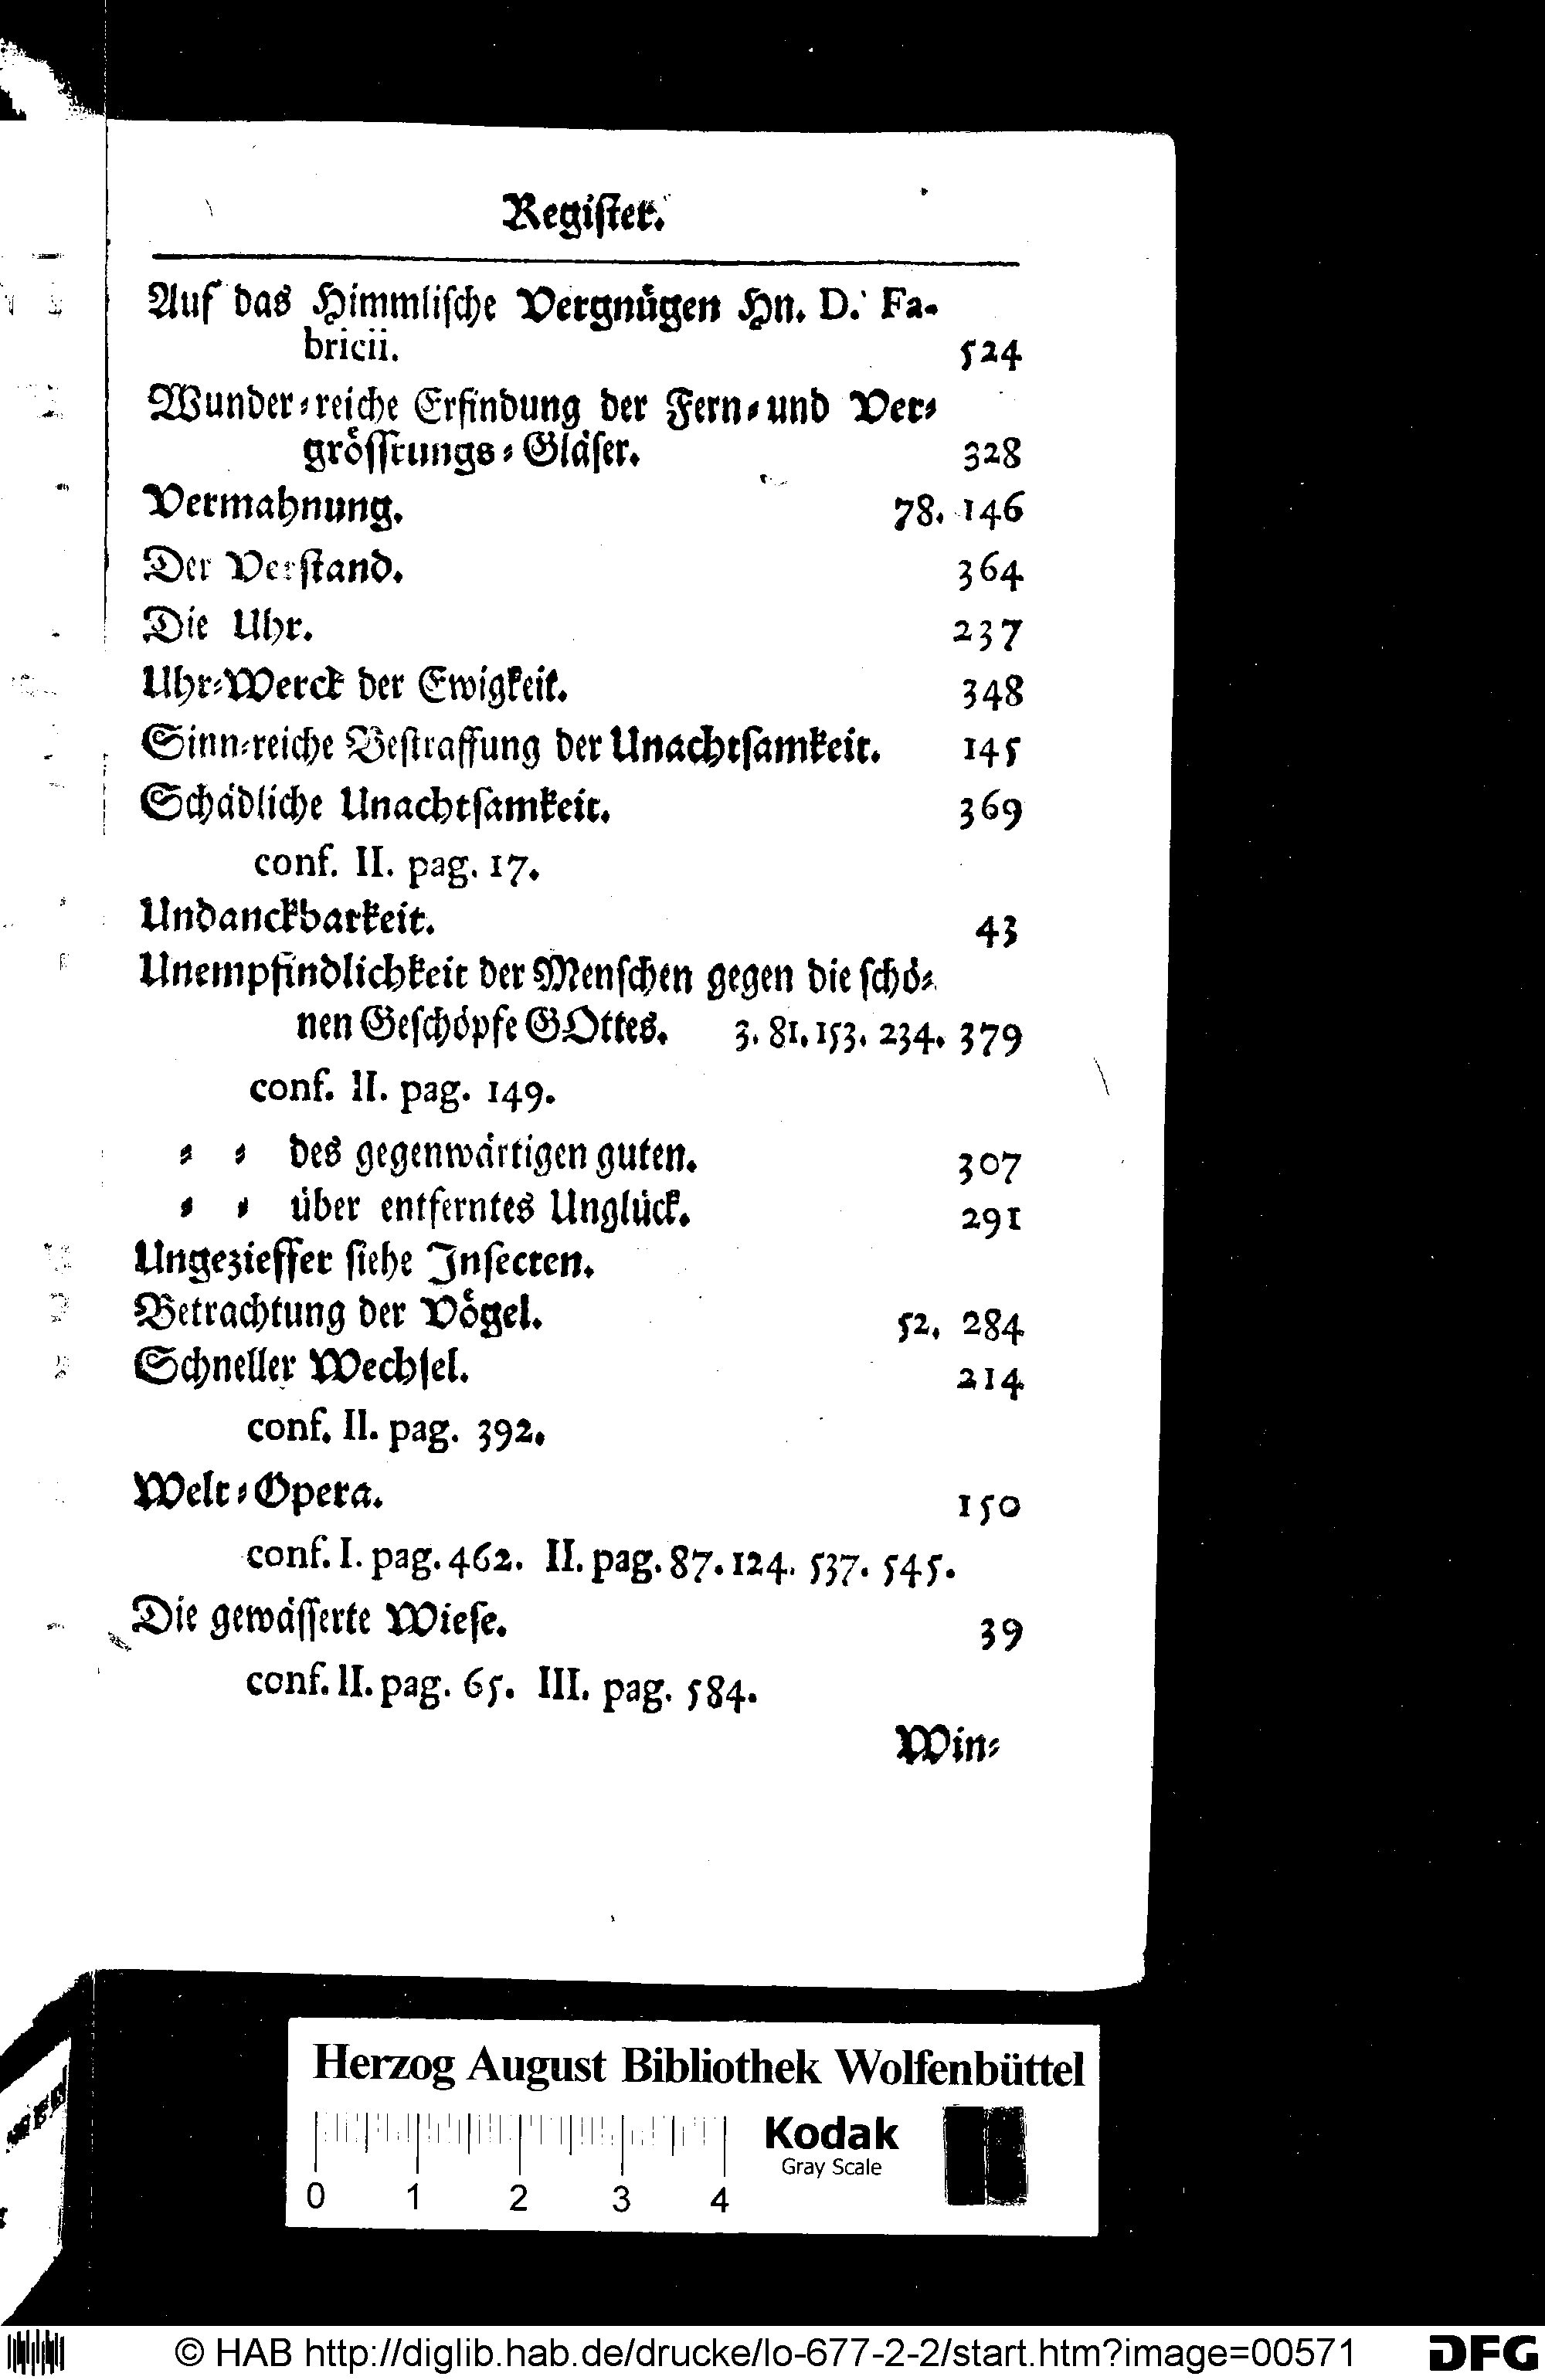 Regiſter.
Auf das Himmliſche Vergnügen Hn. D. Fa-
bricii. 524
Wunder-reiche Erfindung der Fern- und Ver-
gröſſrungs-Gläſer. 328
Vermahnung. 78. 146
Der Verſtand. 364
Die Uhr. 237
Uhr-Werck der Ewigkeit. 348
Sinn-reiche Beſtraffung der Unachtſamkeit. 145
Schädliche Unachtſamkeit. 369
conf. II. pag. 17.
Undanckbarkeit. 43
Unempfindlichkeit der Menſchen gegen die ſchö-
nen Geſchöpfe GOttes. 3. 81. 153. 234. 379
conf. II. pag. 149.
- - des gegenwärtigen guten. 307
- - über entferntes Unglück. 291
Ungezieffer ſiehe Inſecten.
Betrachtung der Vögel. 52. 284
Schneller Wechſel. 214
conf. II. pag. 392.
Welt-Opera. 150
conf. I. pag. 462. II. pag. 87. 124. 537. 545.
Die gewäſſerte Wieſe. 39
conf. II. pag. 65. III. pag. 584.
Win-
Herzog August Bibliothek Wolfenbüttel
Kodak
Gray Scale
0 1 2 3 4
© HAB http://diglib.hab.de/drucke/lo-677-2-2/start.htm?image=00571
DFG